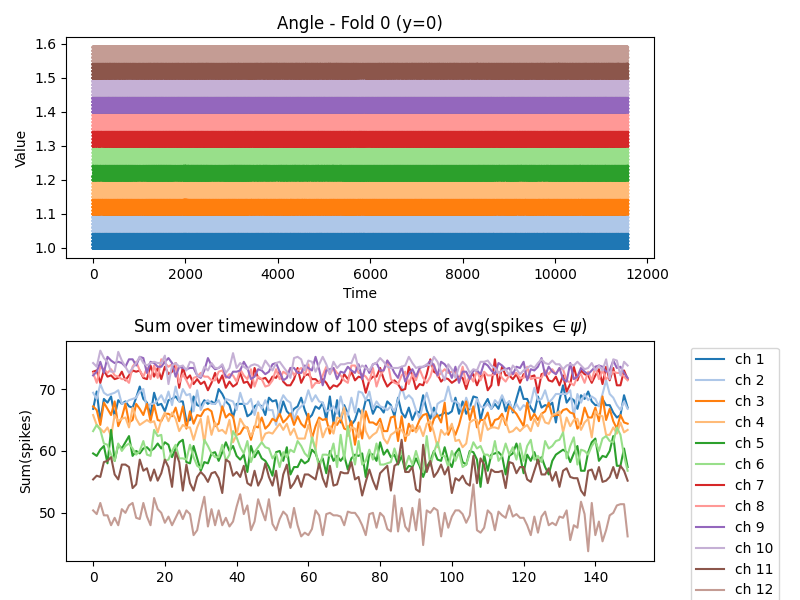 Angle - Fold 0 (y=0)
Value
1.6
1.5
1.4
1.3
1.2
1.1
1.0
0 2000 4000 6000 8000 10000 12000
Time
Sum over timewindow of 100 steps of avg(spikes ∈ψ)
Sum(spikes)
70
60
50
0 20 40 60 80 100 120 140
ch 1
ch 2
ch 3
ch 4
ch 5
ch 6
ch 7
ch 8
ch 9
ch 10
ch 11
ch 12